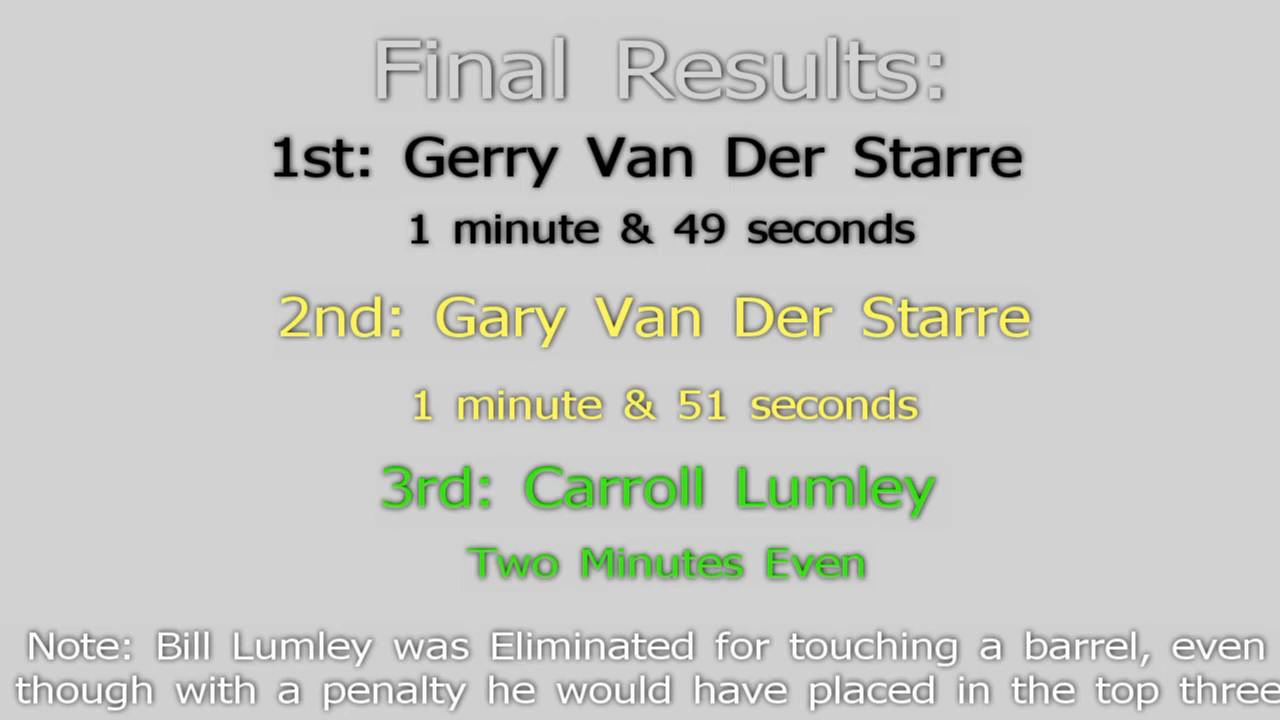 Final Results:
1st: Gerry Van Der Starre
1 minute & 49 seconds
2nd: Gary Van Der Starre
1 minute & 51 seconds
3rd: Carroll Lumley
Two Minutes Even
Note: Bill Lumley was Eliminated for touching a barrel, even
though with a penalty he would have placed in the top three